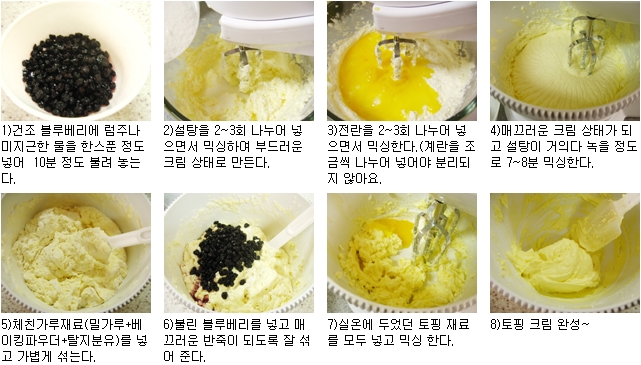 1)건조 블루베리에 럼주나
미지근한 물을 한스푼 정도
넣어  10분 정도 불려 놓는
다.
2)설탕을 2~3회 나누어 넣
으면서 믹싱하여 부드러운
크림 상태로 만든다.
3)전란을 2~3회 나누어 넣
으면서 믹싱한다.(계란을 조
금씩 나누어 넣어야 분리되
지 않아요.
4)매끄러운 크림 상태가 되
고 설탕이 거의다 녹을 정도
로 7~8분 믹싱한다.
5)체친가루재료(밀가루+베
이킹파우더+탈지분유)를 넣
고 가볍게 섞는다.
6)불린 블루베리를 넣고 매
끄러운 반죽이 되도록 잘 섞
어 준다.
7)실온에 두었던 토핑 재료
를 모두 넣고 믹싱 한다.
8)토핑 크림 완성~